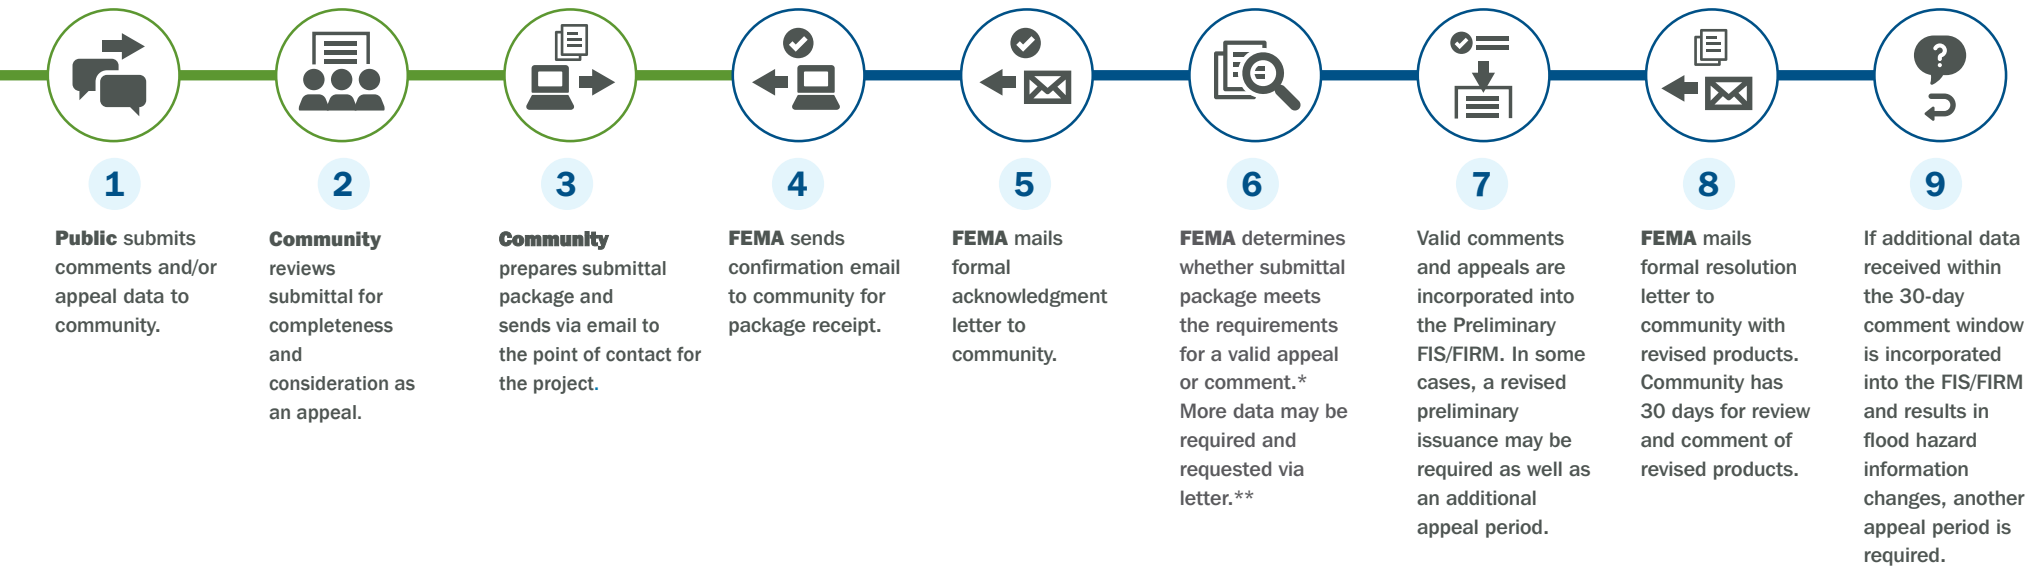 ?
1
Public submits
comments and/or
appeal data to
community.
2
Community
reviews
submittal for
completeness
and
consideration as
an appeal.
3
Community
prepares submittal
package and
sends via email to
the point of contact for
the project.
4
FEMA sends
confirmation email
to community for
package receipt.
5
FEMA mails
formal
acknowledgment
letter to
community.
6
FEMA determines
whether submittal
package meets
the requirements
for a valid appeal
or comment.*
More data may be
required and
requested via
letter.**
7
Valid comments
and appeals are
incorporated into
the Preliminary
FIS/FIRM. In some
cases, a revised
preliminary
issuance may be
required as well as
an additional
appeal period.
8
FEMA mails
formal resolution
letter to
community with
revised products.
Community has
30 days for review
and comment of
revised products.
9
If additional data
received within
the 30-day
comment window
is incorporated
into the FIS/FIRM
and results in
flood hazard
information
changes, another
appeal period is
required.